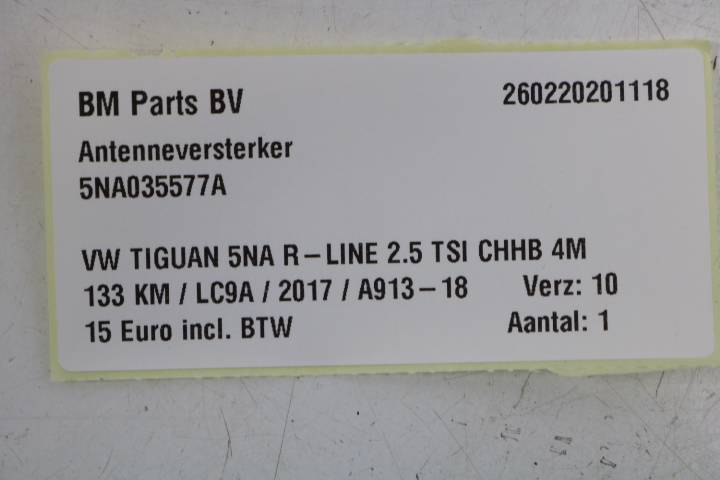 BM Parts BV 260220201118
Antenneversterker
5NA035577A
VW TIGUAN 5NA R-LINE 2.5 TSI CHHB 4M
133 KM / LC9A / 2017 / A913-18 Verz: 10
15 Euro incl. BTW Aantal: 1